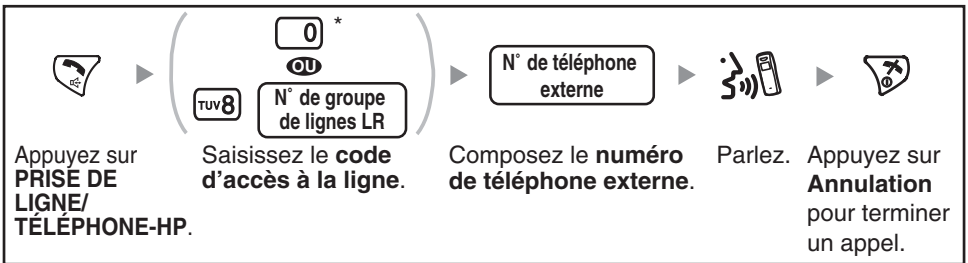 0 *
OU
TUV8 N° de groupe
de lignes LR
N° de téléphone
externe
Appuyez sur
PRISE DE
LIGNE/
TÉLÉPHONE-HP.
Saisissez le code
d'accès à la ligne.
Composez le numéro
de téléphone externe.
Parlez.
Appuyez sur
Annulation
pour terminer
un appel.